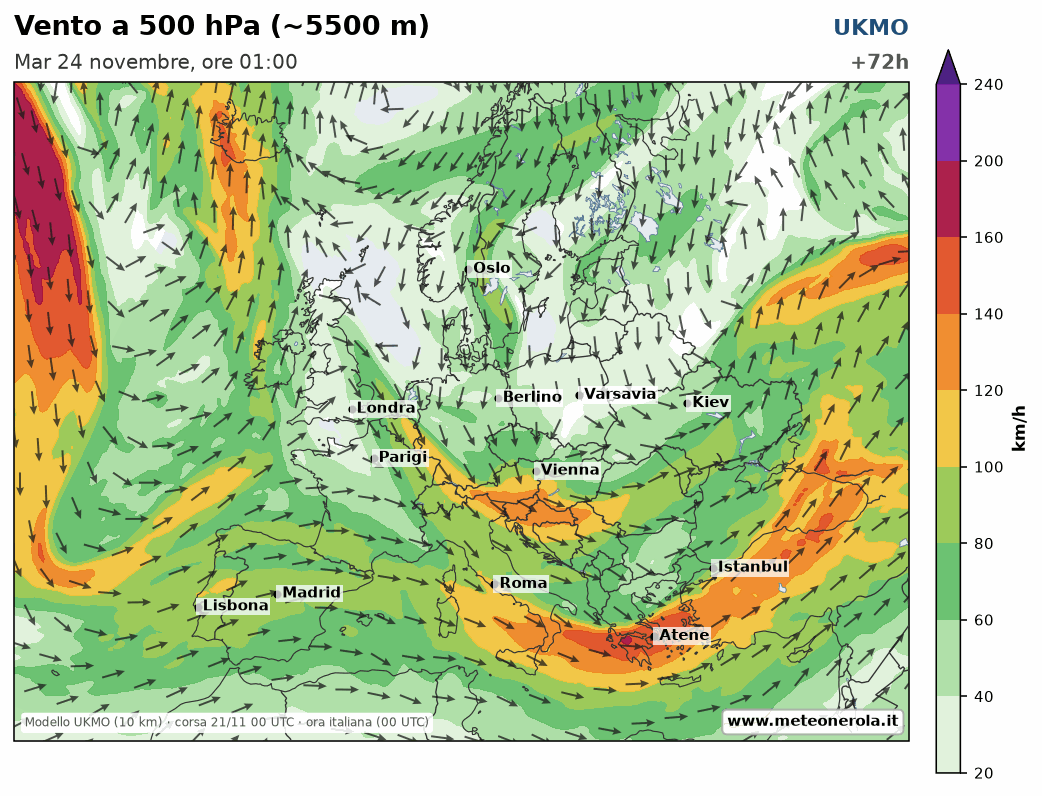 Vento a 500 hPa (~5500 m)
UKMO
Mar 24 novembre, ore 01:00
+72h
240
200
160
140
120
100
80
60
40
20
km/h
Oslo
Berlino
Varsavia
Kiev
Londra
Parigi
Vienna
Istanbul
Roma
Madrid
Lisbona
Atene
Modello UKMO (10 km) · corsa 21/11 00 UTC · ora italiana (00 UTC)
www.meteonerola.it